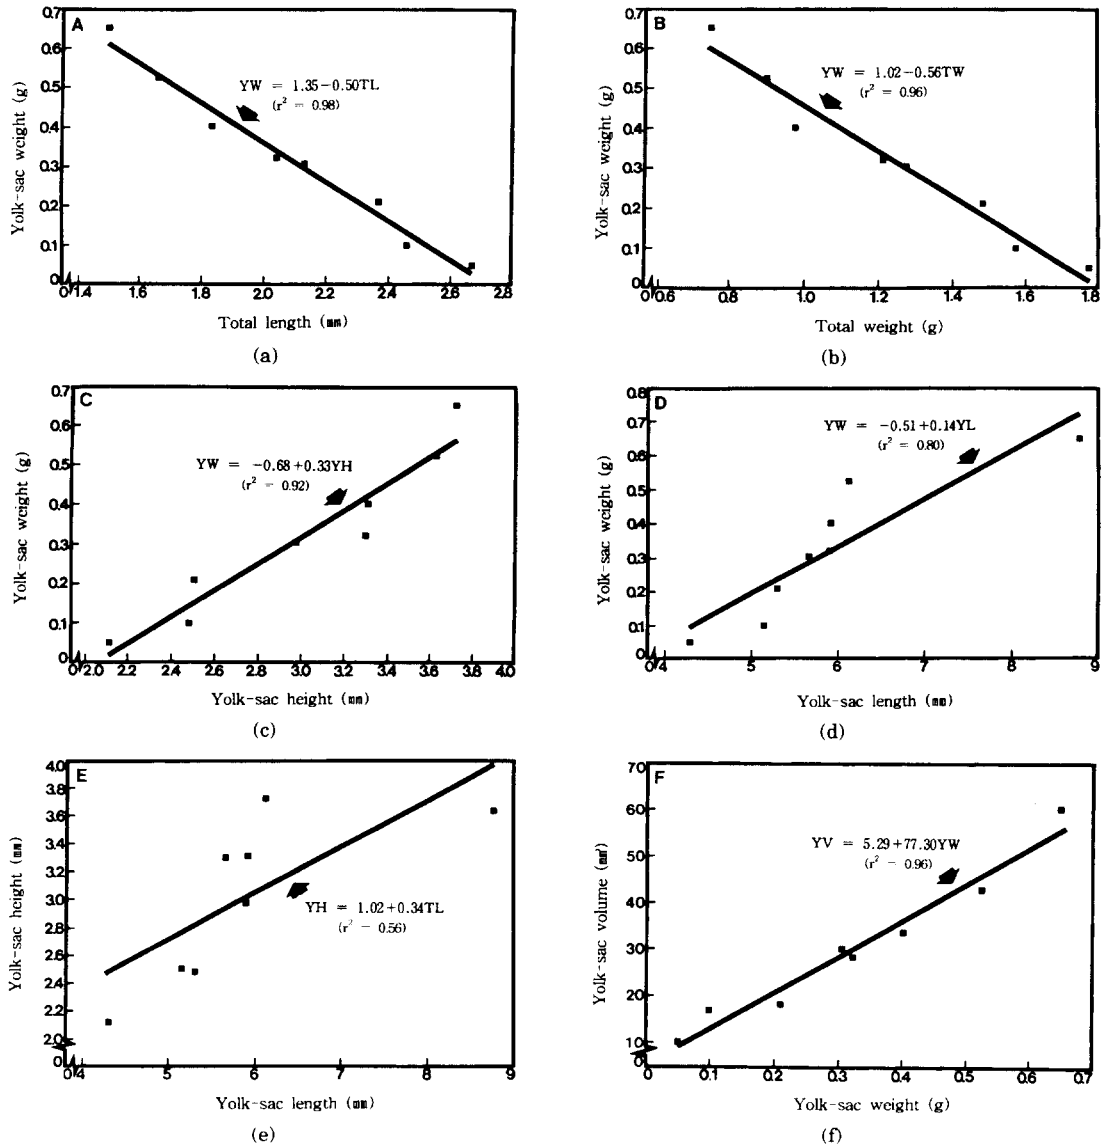 A
YW = 1.35-0.50TL
(r² = 0.98)
Yolk-sac weight (g)
0.7
0.6
0.5
0.4
0.3
0.2
0.1
0
0 1.4 1.6 1.8 2.0 2.2 2.4 2.6 2.8
Total length (mm)
(a)
B
YW = 1.02-0.56TW
(r² = 0.96)
Yolk-sac weight (g)
0.7
0.6
0.5
0.4
0.3
0.2
0.1
0
0 0.6 0.8 1.0 1.2 1.4 1.6 1.8
Total weight (g)
(b)
C
YW = -0.68+0.33YH
(r² = 0.92)
Yolk-sac weight (g)
0.7
0.6
0.5
0.4
0.3
0.2
0.1
0
0 2.0 2.2 2.4 2.6 3.0 3.2 3.4 3.6 3.8 4.0
Yolk-sac height (mm)
(c)
D
YW = -0.51+0.14YL
(r² = 0.80)
Yolk-sac weight (g)
0.8
0.7
0.6
0.5
0.4
0.3
0.2
0.1
0
0 4 5 6 7 8 9
Yolk-sac length (mm)
(d)
E
YH = 1.02+0.34TL
(r² = 0.56)
Yolk-sac height (mm)
4.0
3.8
3.6
3.4
3.2
3.0
2.8
2.6
2.4
2.2
2.0
0
0 4 5 6 7 8 9
Yolk-sac length (mm)
(e)
F
YV = 5.29+77.30YW
(r² = 0.96)
Yolk-sac volume (mm³)
70
60
50
40
30
20
10
0
0 0.1 0.2 0.3 0.4 0.5 0.6 0.7
Yolk-sac weight (g)
(f)